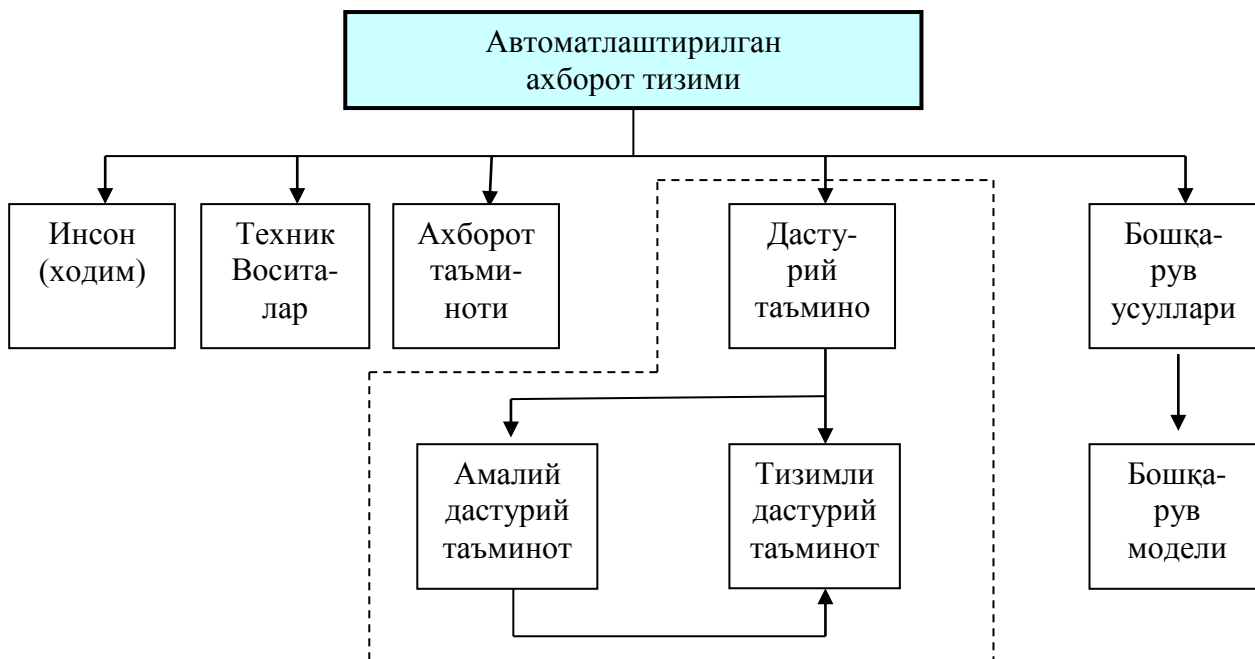 Автоматлаштирилган
ахборот тизими
Инсон
(ходим)
Техник
Восита-
лар
Ахборот
таъми-
ноти
Дасту-
рий
таъмино
Бошқа-
рув
усуллари
Амалий
дастурий
таъминот
Тизимли
дастурий
таъминот
Бошқа-
рув
модели